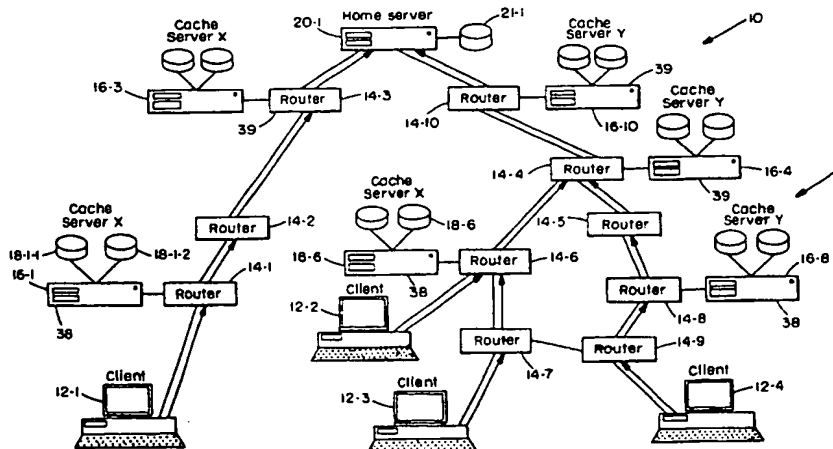 Home server
20-1
21-1
10
Cache
Server X
Cache
Server Y
39
16-3
Router
14-3
39
Router
14-10
16-10
Cache
Server Y
14-4
Router
16-4
39
Cache
Server X
18-6
Router
14-2
14-5
Router
Cache
Server Y
Cache
Server X
18-1-1
18-1-2
16-1
14-1
Router
38
18-6
38
Router
14-6
16-8
Router
14-8
38
Client
12-2
Router
14-7
Router
14-9
Client
12-1
Client
12-3
Client
12-4